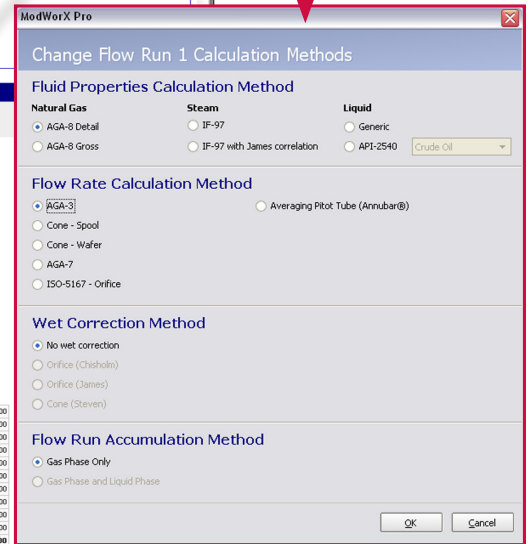 ModWorX Pro
Change Flow Run 1 Calculation Methods
Fluid Properties Calculation Method
Natural Gas Steam Liquid
AGA-8 Detail IF-97 Generic
AGA-8 Gross IF-97 with James correlation API-2540 Crude Oil
Flow Rate Calculation Method
AGA-3 Averaging Pitot Tube (Annubar®)
Cone - Spool
Cone - Wafer
AGA-7
ISO-5167 - Orifice
Wet Correction Method
No wet correction
Orifice (Chisholm)
Orifice (James)
Cone (Steven)
Flow Run Accumulation Method
Gas Phase Only
Gas Phase and Liquid Phase
OK Cancel